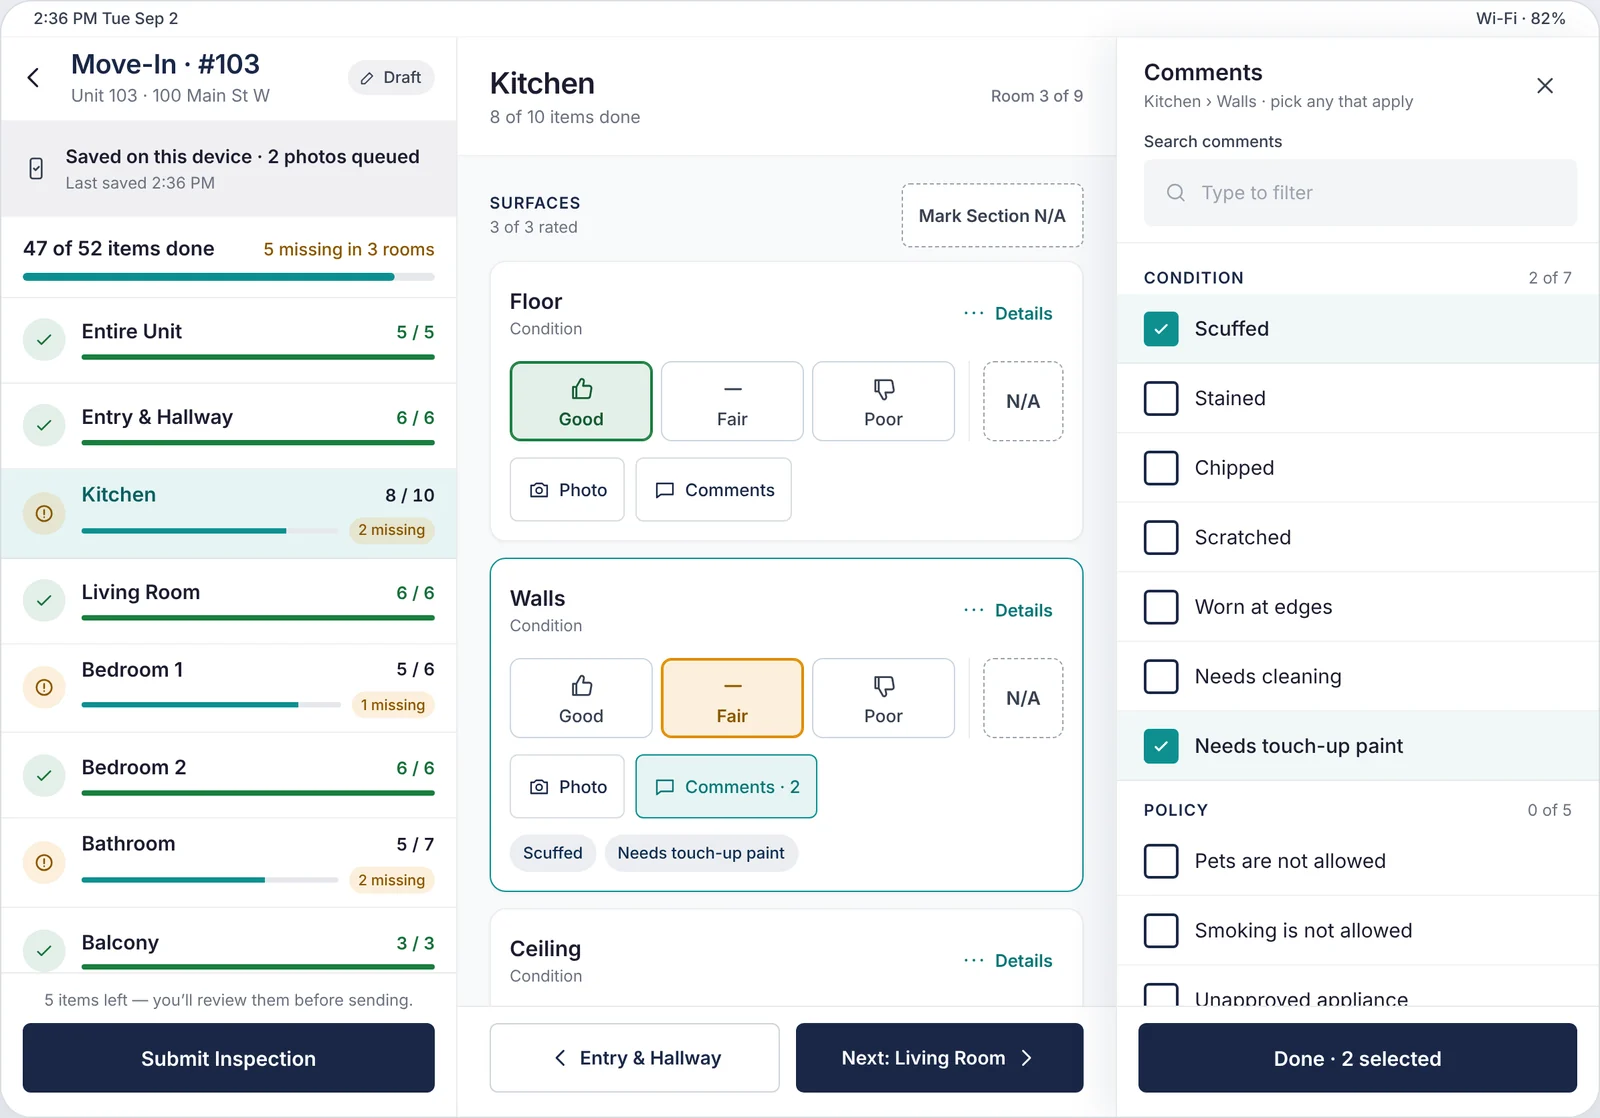 2:36 PM Tue Sep 2
Wi-Fi · 82%
Move-In · #103
Unit 103 · 100 Main St W
Draft
Saved on this device · 2 photos queued
Last saved 2:36 PM
47 of 52 items done
5 missing in 3 rooms
Entire Unit
5 / 5
Entry & Hallway
6 / 6
Kitchen
8 / 10
2 missing
Living Room
6 / 6
Bedroom 1
5 / 6
1 missing
Bedroom 2
6 / 6
Bathroom
5 / 7
2 missing
Balcony
3 / 3
5 items left — you’ll review them before sending.
Submit Inspection
Kitchen
8 of 10 items done
Room 3 of 9
SURFACES
3 of 3 rated
Mark Section N/A
Floor
Condition
··· Details
Good
Fair
Poor
N/A
Photo
Comments
Walls
Condition
··· Details
Good
Fair
Poor
N/A
Photo
Comments · 2
Scuffed
Needs touch-up paint
Ceiling
Condition
··· Details
Entry & Hallway
Next: Living Room
Comments
Kitchen › Walls · pick any that apply
Search comments
Type to filter
CONDITION
2 of 7
Scuffed
Stained
Chipped
Scratched
Worn at edges
Needs cleaning
Needs touch-up paint
POLICY
0 of 5
Pets are not allowed
Smoking is not allowed
Unapproved appliance
Done · 2 selected